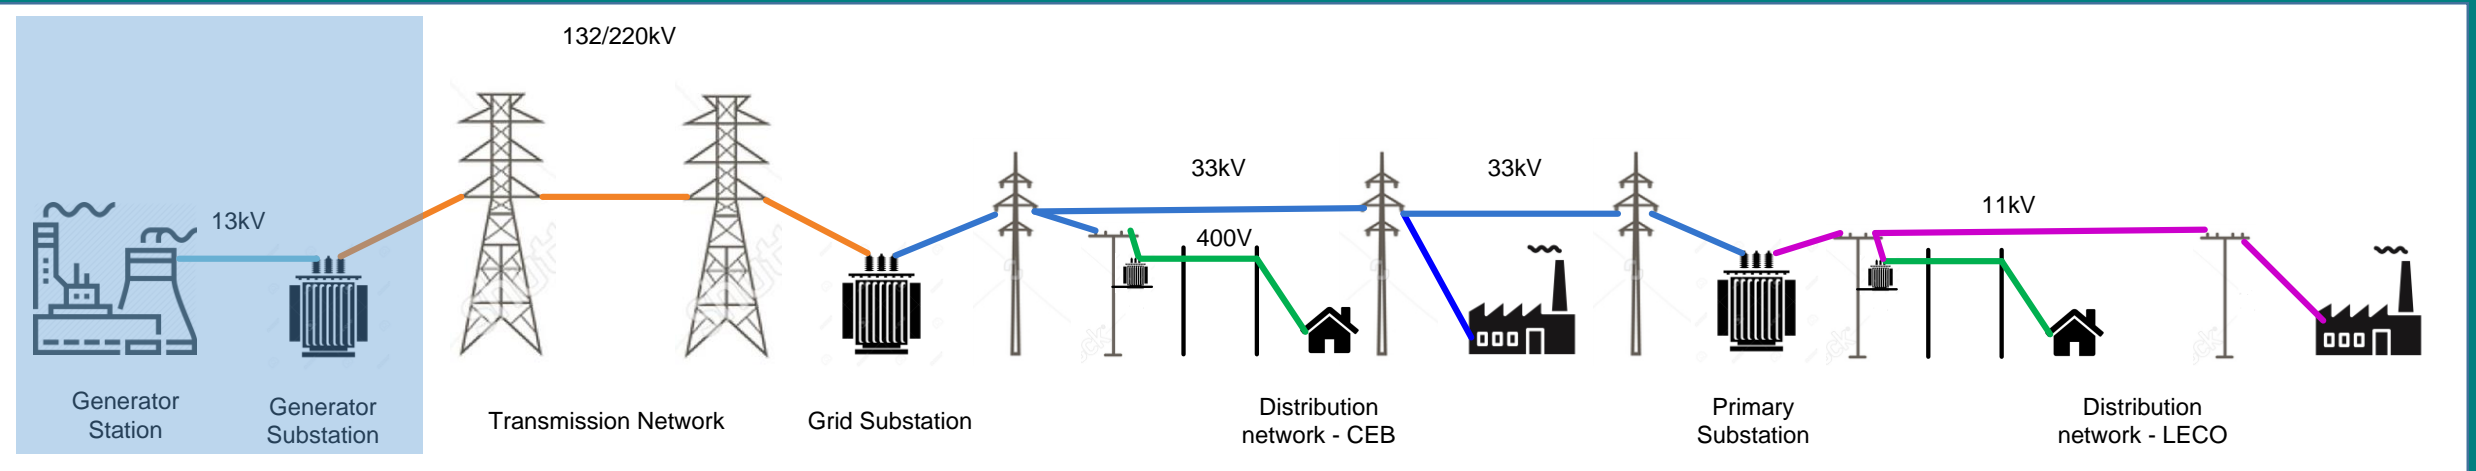 132/220kV
33kV
33kV
11kV
13kV
400V
Generator
Station
Generator
Substation
Transmission Network
Grid Substation
Distribution
network - CEB
Primary
Substation
Distribution
network - LECO